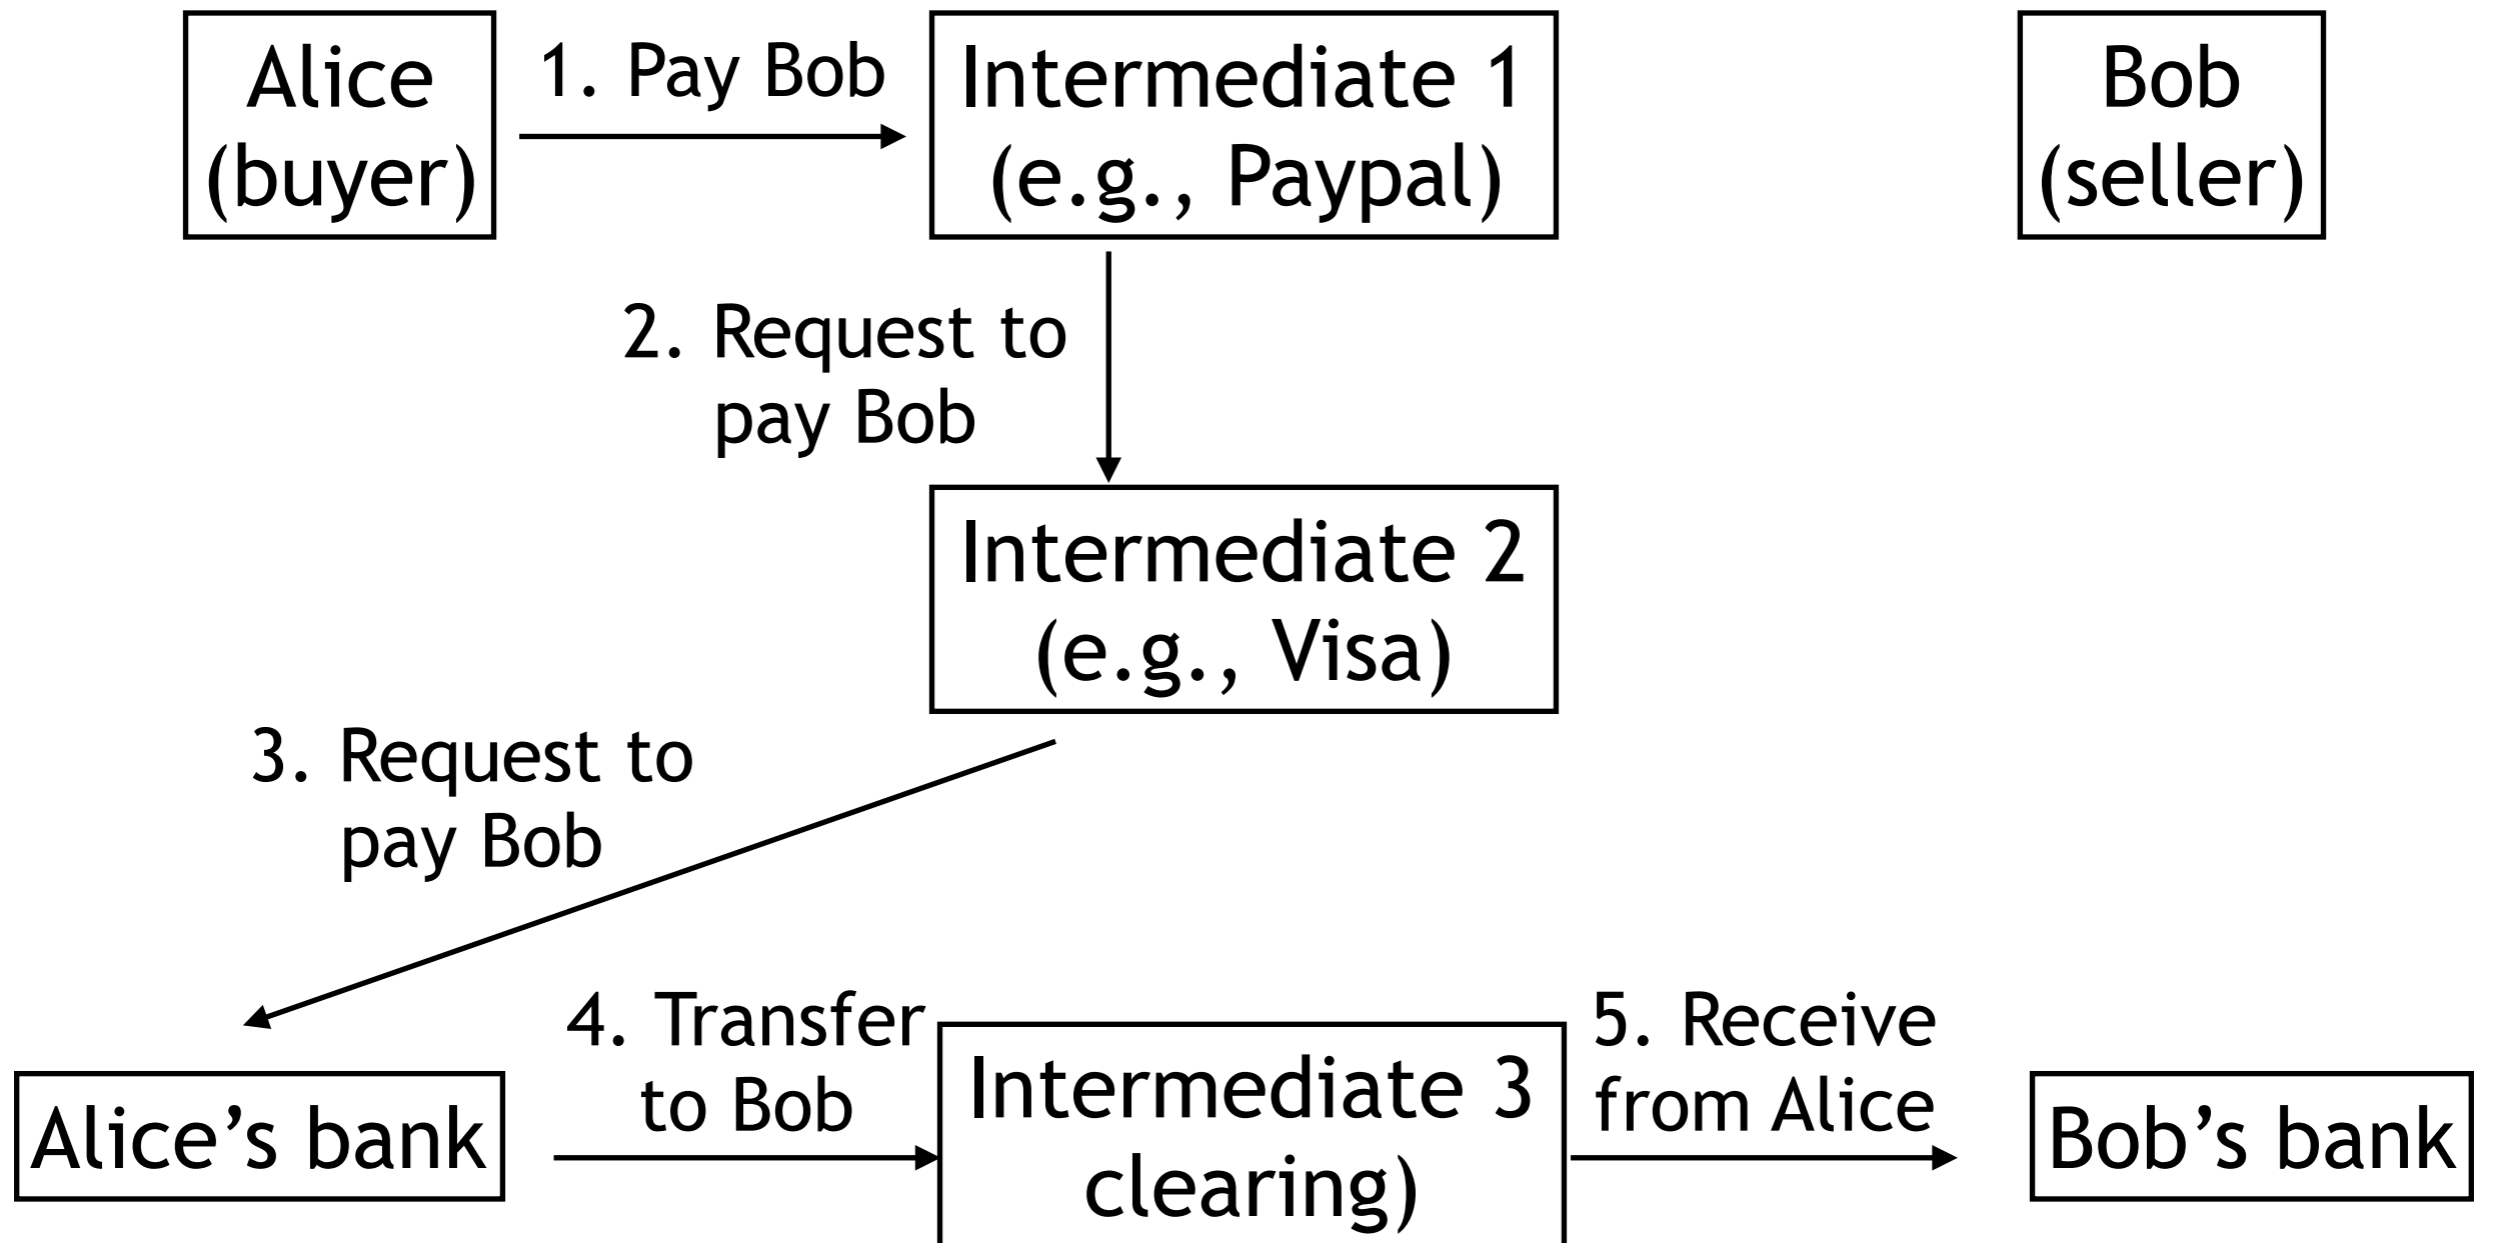 Alice
(buyer)
1. Pay Bob
Intermediate 1
(e.g., Paypal)
Bob
(seller)
2. Request to
pay Bob
Intermediate 2
(e.g., Visa)
3. Request to
pay Bob
Alice’s bank
4. Transfer
to Bob
Intermediate 3
clearing)
5. Receive
from Alice
Bob’s bank